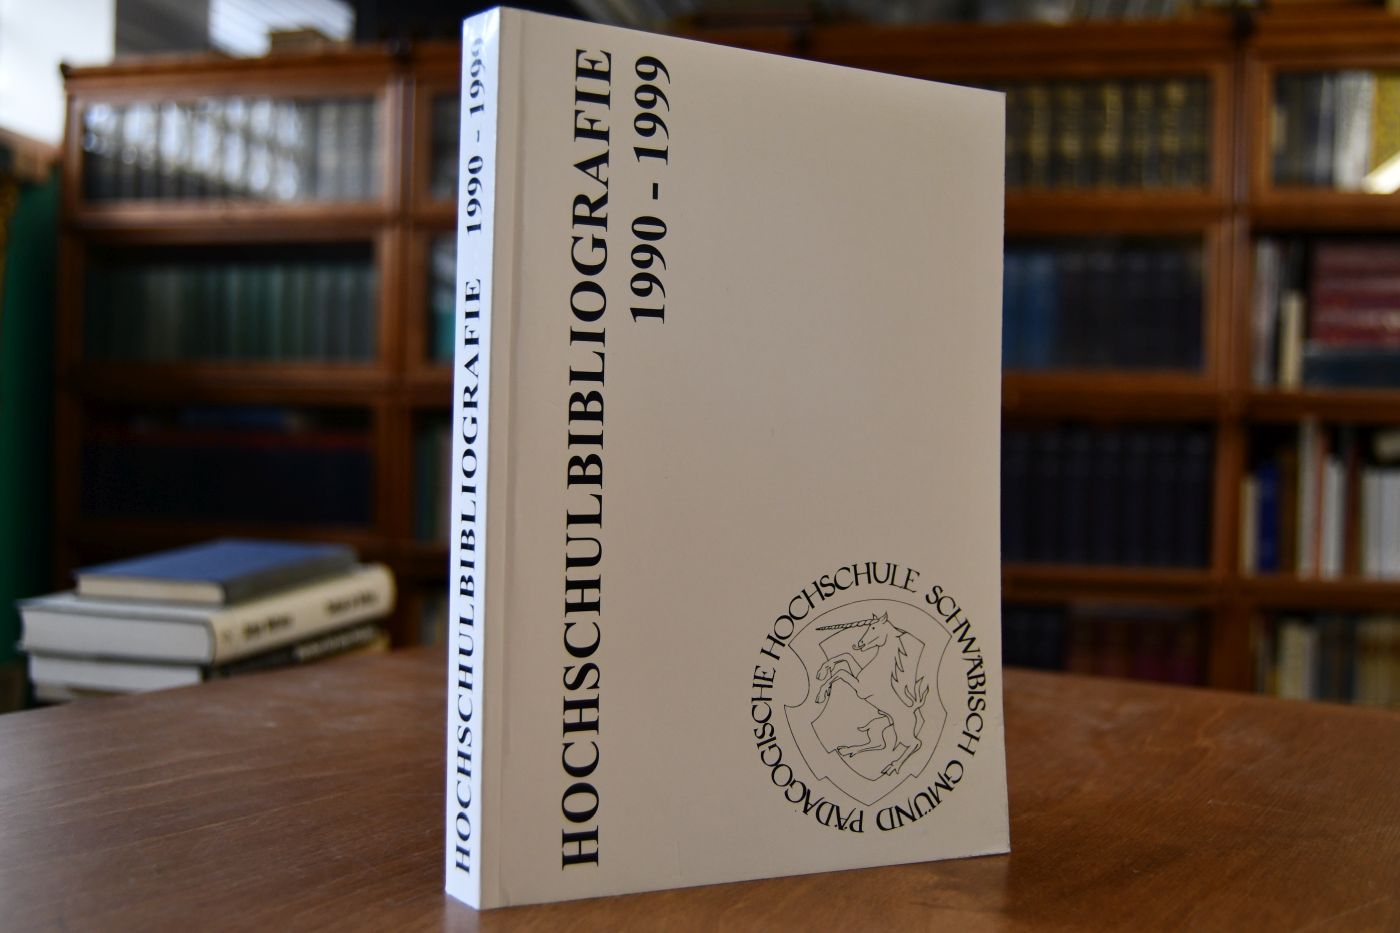 HOCHSCHULBIBLIOGRAFIE 1990 - 1999
HOCHSCHULBIBLIOGRAFIE
1990 - 1999
PÄDAGOGISCHE HOCHSCHULE SCHWÄBISCH GMÜND